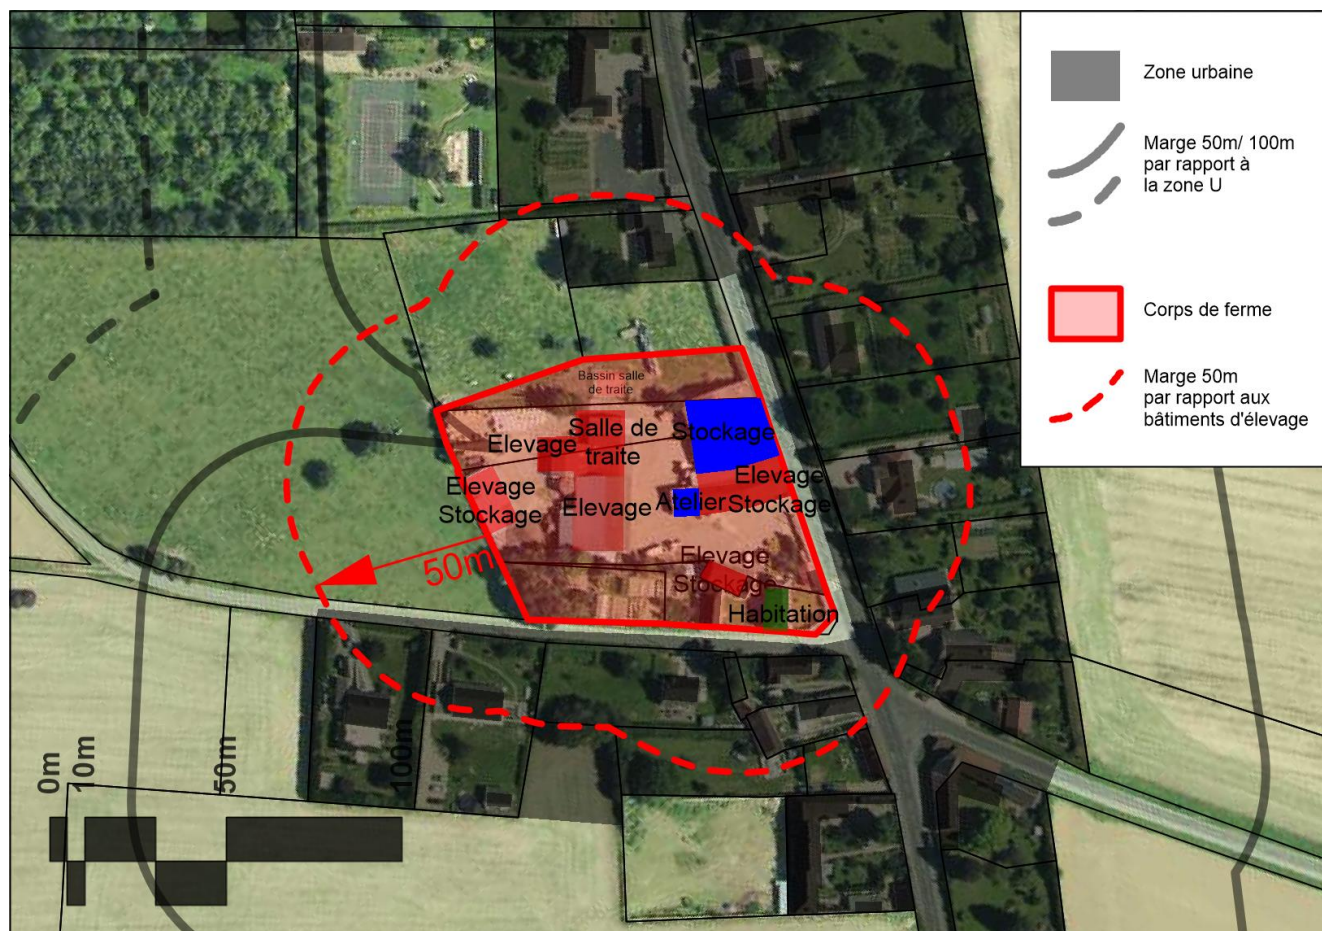 Zone urbaine
Marge 50m/ 100m
par rapport à
la zone U
Corps de ferme
Marge 50m
par rapport aux
bâtiments d'élevage
Bassin salle
de traite
Salle de
traite
Elevage
Stockage
Elevage
Stockage
Elevage
Atelier
Elevage
Stockage
Elevage
Stockage
Habitation
50m
0m
10m
50m
100m